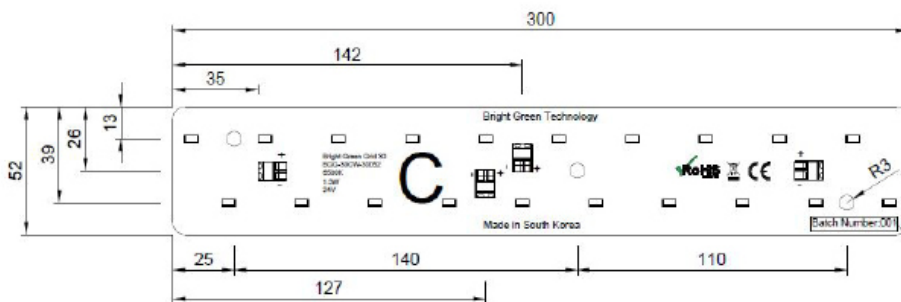 300
142
35
13
26
39
52
Bright Green Technology
Bright Green Grid S2
6500K
24V
C
RoHS
CE
R3
Made in South Korea
Batch Number:001
25
140
110
127